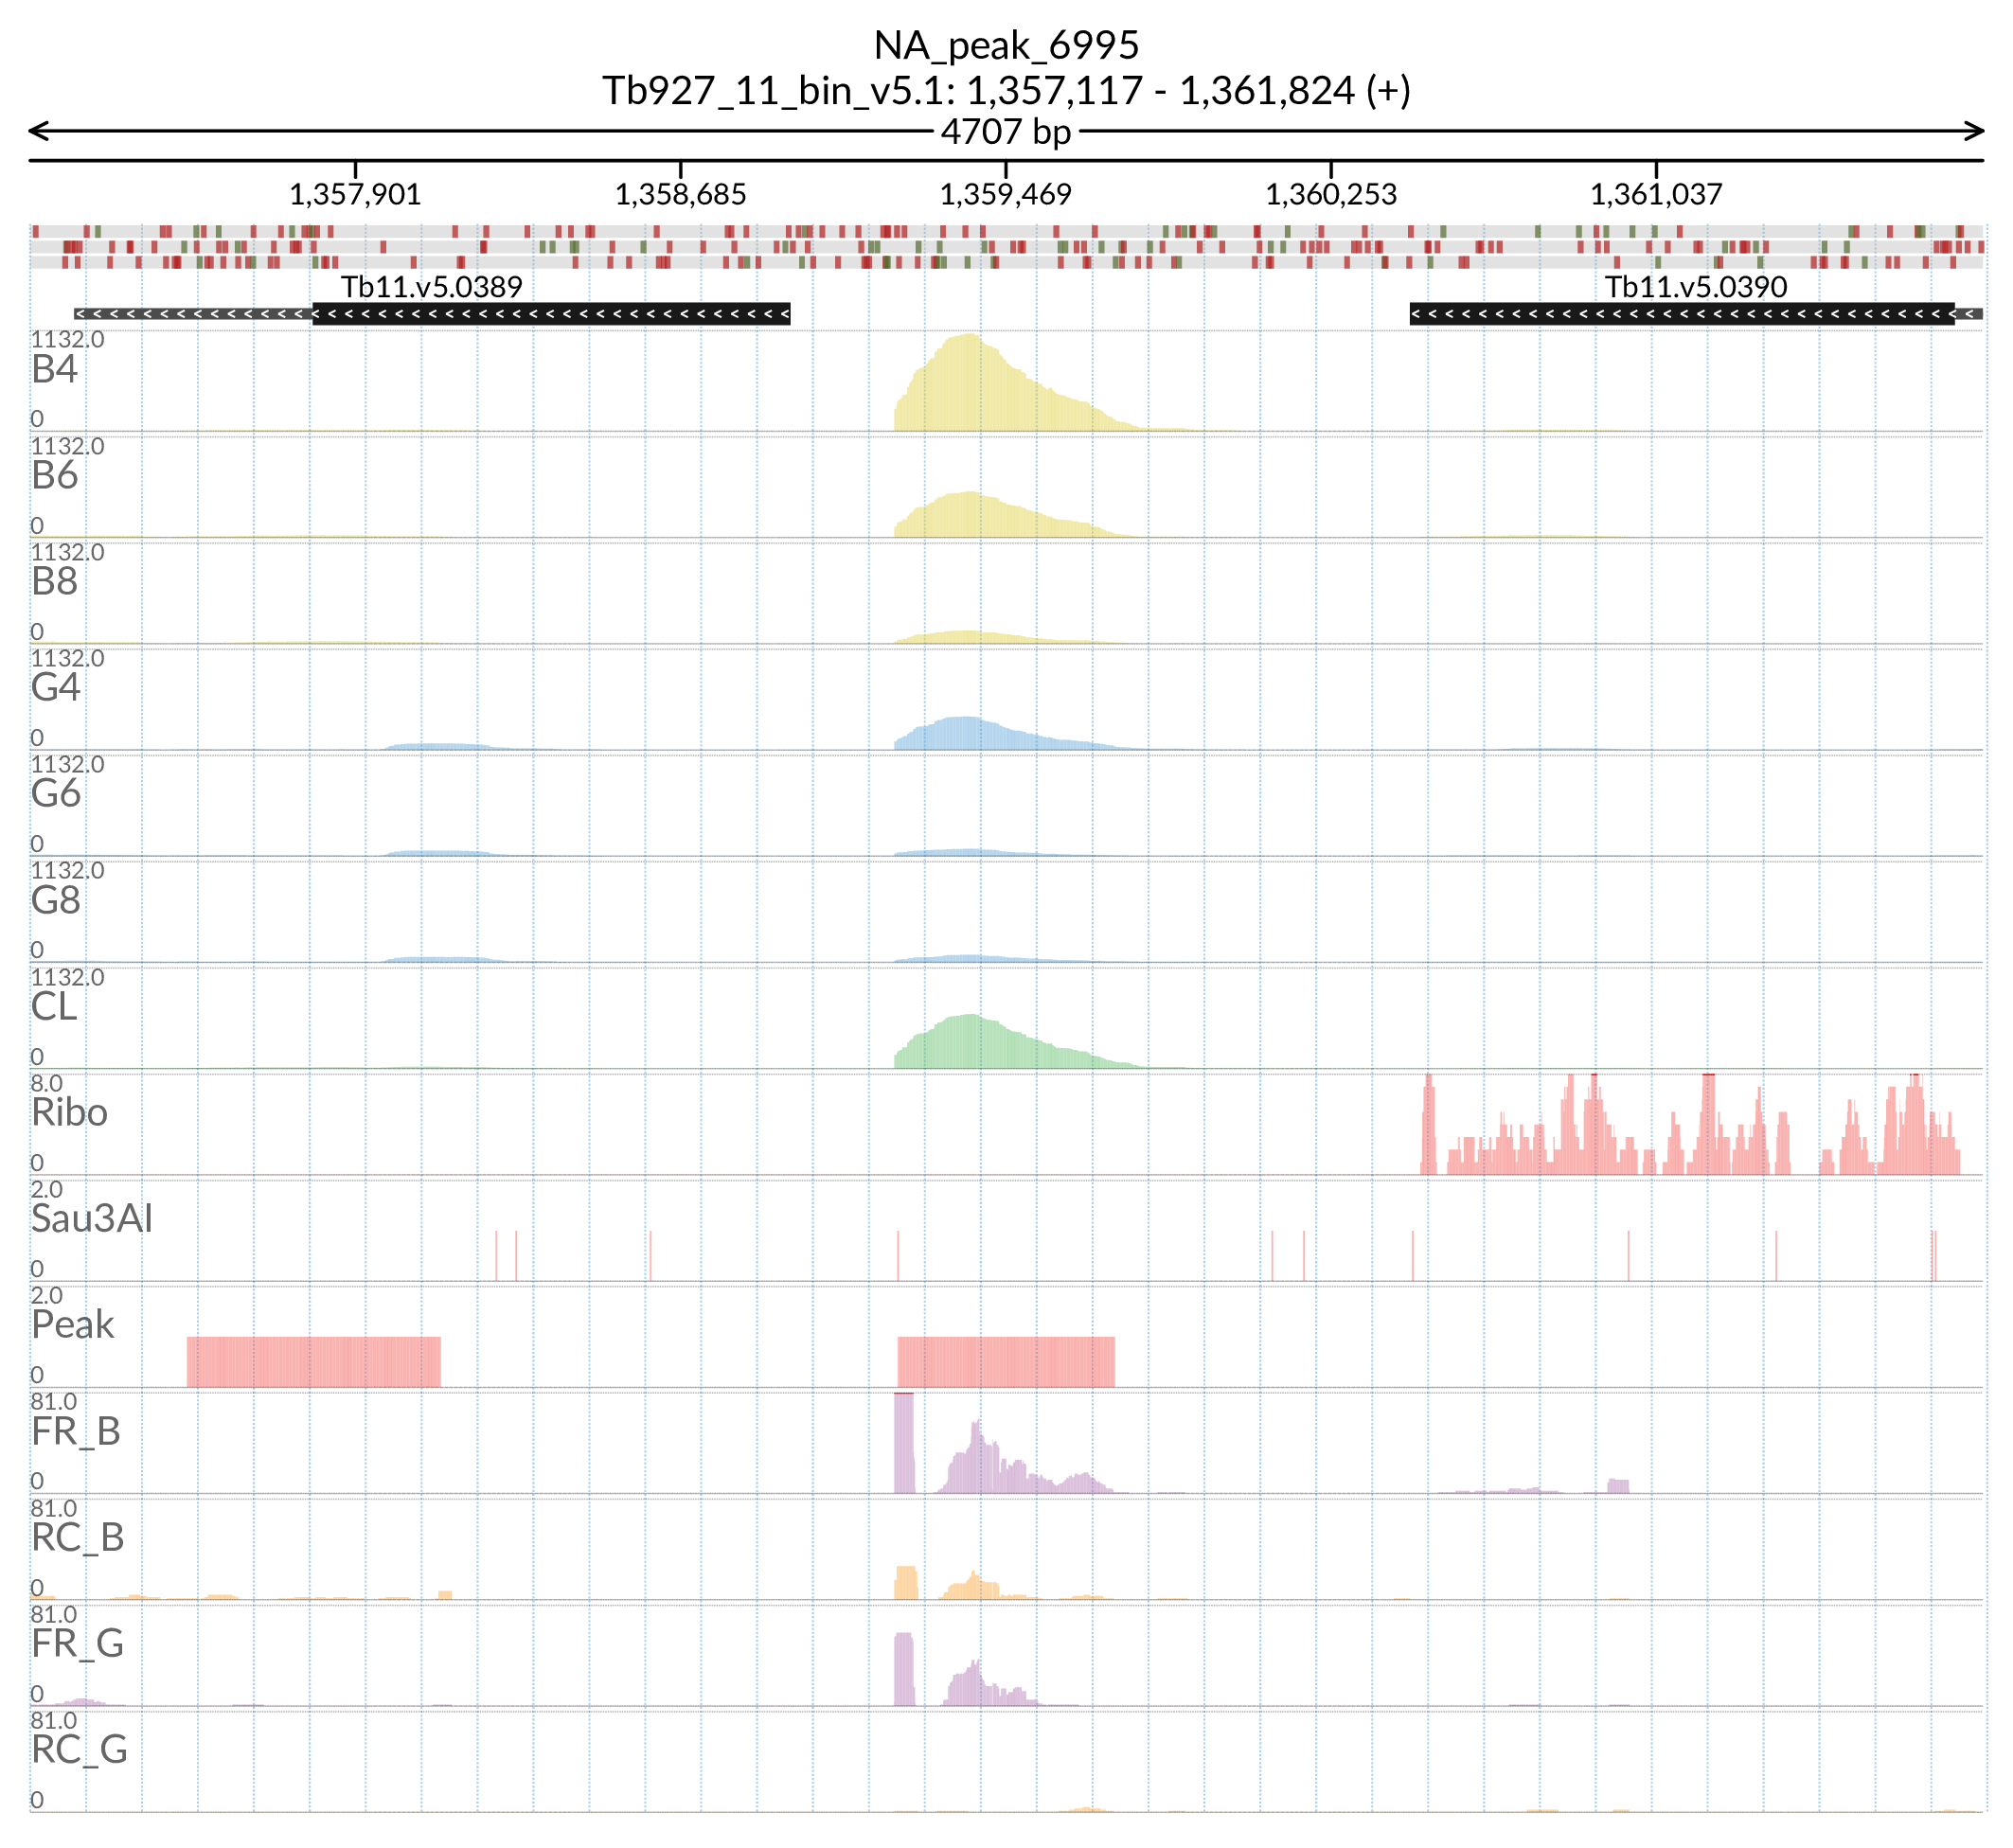 NA_peak_6995
Tb927_11_bin_v5.1: 1,357,117 - 1,361,824 (+)
4707 bp
1,357,901 1,358,685 1,359,469 1,360,253 1,361,037
Tb11.v5.0389 Tb11.v5.0390
1132.0
B4
0
1132.0
B6
0
1132.0
B8
0
1132.0
G4
0
1132.0
G6
0
1132.0
G8
0
1132.0
CL
0
8.0
Ribo
0
2.0
Sau3AI
0
2.0
Peak
0
81.0
FR_B
0
81.0
RC_B
0
81.0
FR_G
0
81.0
RC_G
0